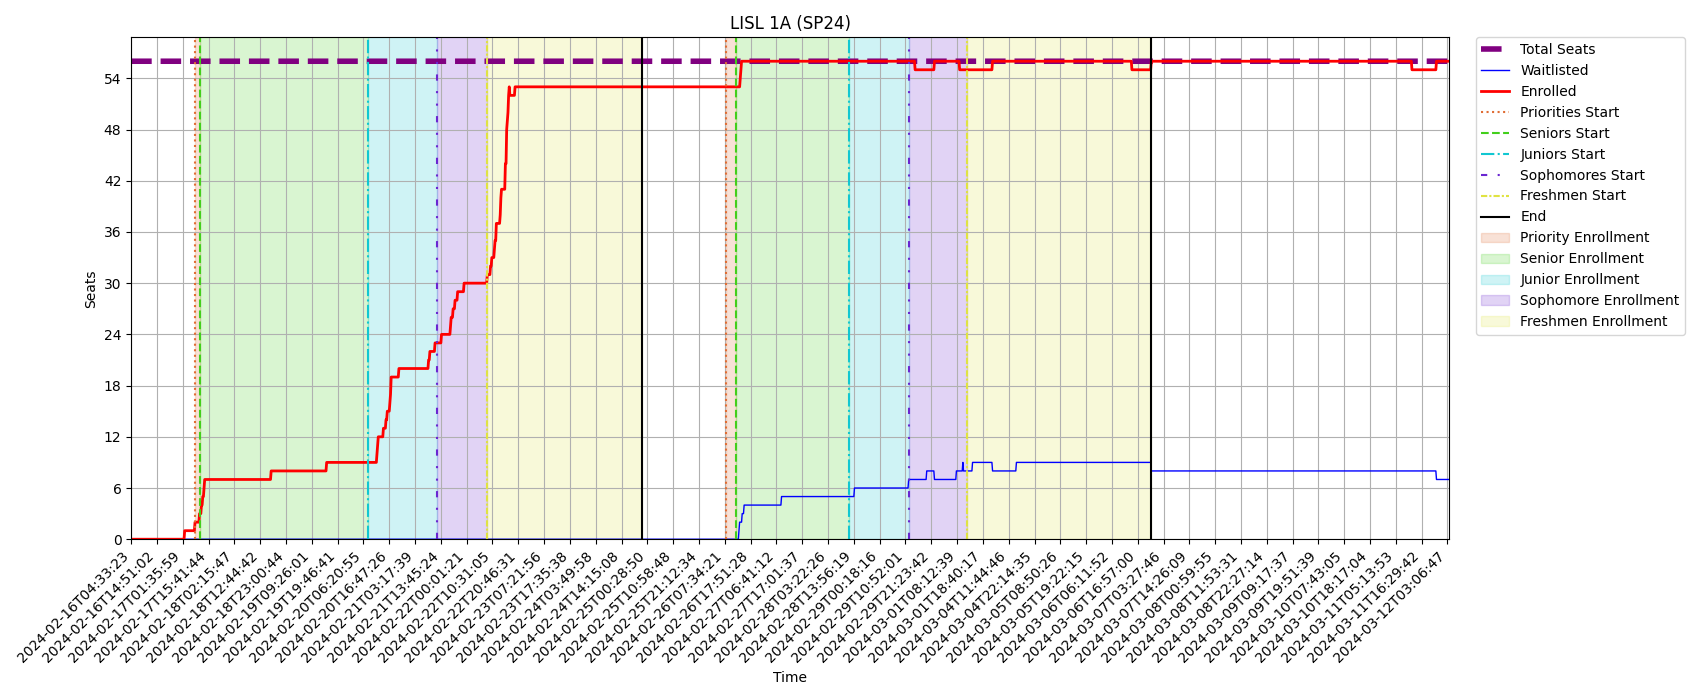 LISL 1A (SP24)
Seats
54
48
42
36
30
24
18
12
6
0
2024-02-16T04:33:23
2024-02-16T14:51:02
2024-02-17T01:35:59
2024-02-17T15:41:44
2024-02-18T02:15:47
2024-02-18T12:44:42
2024-02-18T23:00:44
2024-02-19T09:26:01
2024-02-19T19:46:41
2024-02-20T06:20:55
2024-02-20T16:47:26
2024-02-21T03:17:39
2024-02-21T13:45:24
2024-02-22T00:01:21
2024-02-22T10:31:05
2024-02-22T20:46:31
2024-02-23T07:21:56
2024-02-23T17:35:38
2024-02-24T03:49:58
2024-02-24T14:15:08
2024-02-25T00:28:50
2024-02-25T10:58:48
2024-02-25T21:12:34
2024-02-26T07:34:21
2024-02-26T17:51:28
2024-02-27T06:41:12
2024-02-27T17:01:37
2024-02-28T03:22:26
2024-02-28T13:56:19
2024-02-29T00:18:16
2024-02-29T10:52:01
2024-02-29T21:23:42
2024-03-01T08:12:39
2024-03-01T18:40:17
2024-03-04T11:44:46
2024-03-04T22:14:35
2024-03-05T08:50:26
2024-03-05T19:22:15
2024-03-06T06:11:52
2024-03-06T16:57:00
2024-03-07T03:27:46
2024-03-07T14:26:09
2024-03-08T00:59:55
2024-03-08T11:53:31
2024-03-08T22:27:14
2024-03-09T09:17:37
2024-03-09T19:51:39
2024-03-10T07:43:05
2024-03-10T18:17:04
2024-03-11T05:13:53
2024-03-11T16:29:42
2024-03-12T03:06:47
Time
Total Seats
Waitlisted
Enrolled
Priorities Start
Seniors Start
Juniors Start
Sophomores Start
Freshmen Start
End
Priority Enrollment
Senior Enrollment
Junior Enrollment
Sophomore Enrollment
Freshmen Enrollment